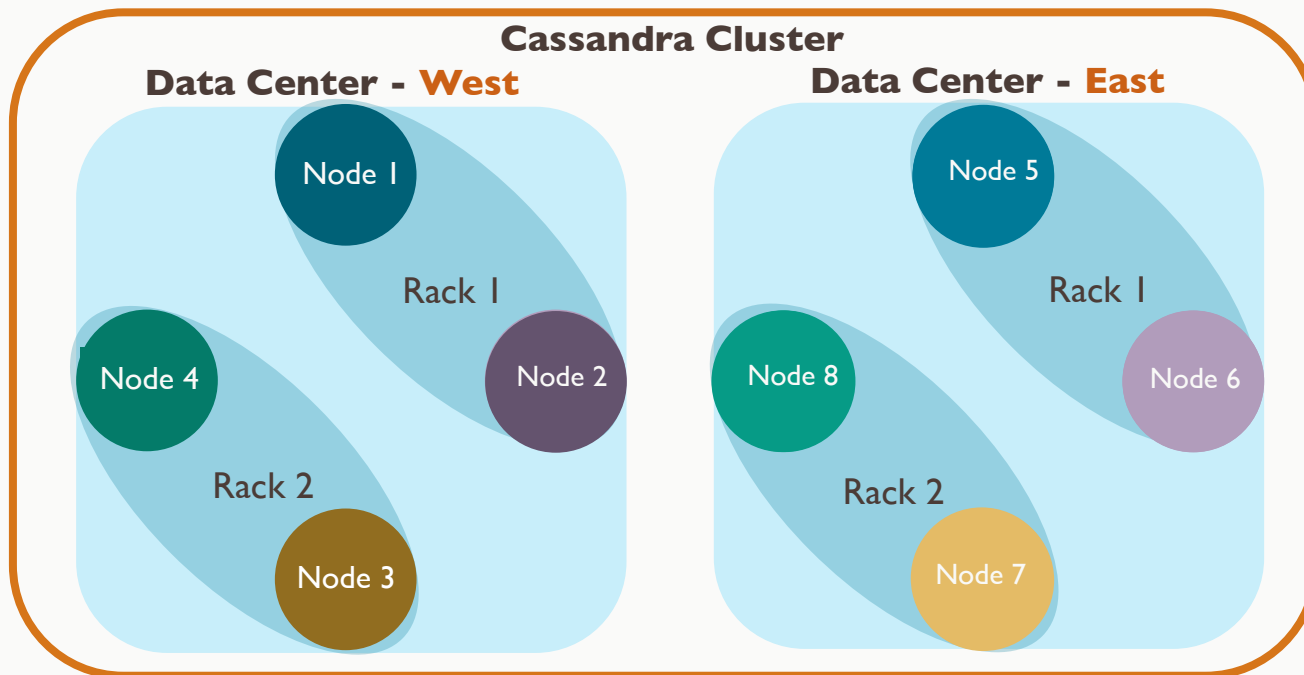 Cassandra Cluster
Data Center - West
Node 1
Rack 1
Node 4
Node 2
Rack 2
Node 3
Data Center - East
Node 5
Rack 1
Node 8
Node 6
Rack 2
Node 7